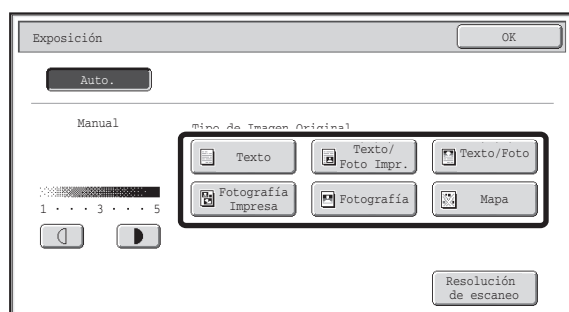 Exposición
OK
Auto.
Manual
Tipo de Imagen Original
Texto
Texto/
Foto Impr.
Texto/Foto
Fotografía
Impresa
Fotografía
Mapa
1 · · · 3 · · · 5
Resolución
de escaneo